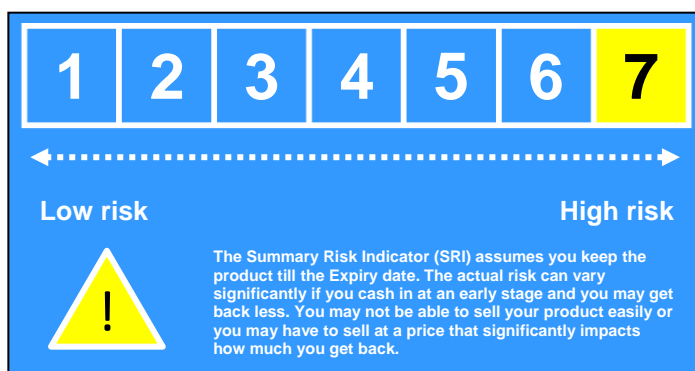 1 2 3 4 5 6 7
Low risk High risk
!
The Summary Risk Indicator (SRI) assumes you keep the
product till the Expiry date. The actual risk can vary
significantly if you cash in at an early stage and you may get
back less. You may not be able to sell your product easily or
you may have to sell at a price that significantly impacts
how much you get back.